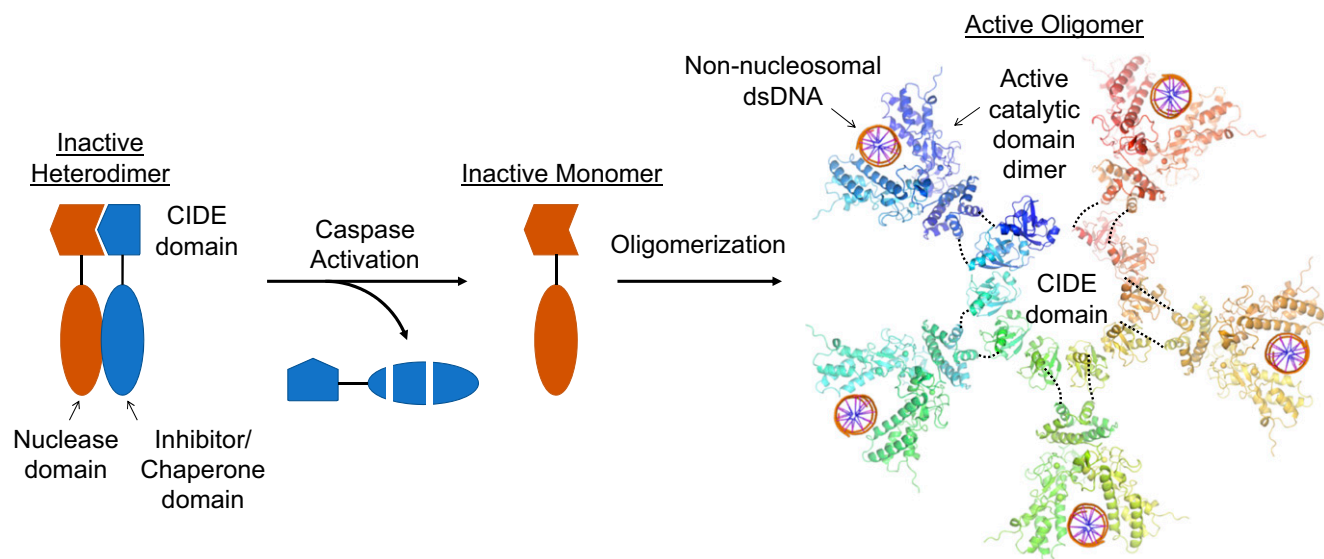 Inactive
Heterodimer
CIDE
domain
Nuclease
domain
Inhibitor/
Chaperone
domain
Caspase
Activation
Inactive Monomer
Oligomerization
Active Oligomer
Non-nucleosomal
dsDNA
Active
catalytic
domain
dimer
CIDE
domain